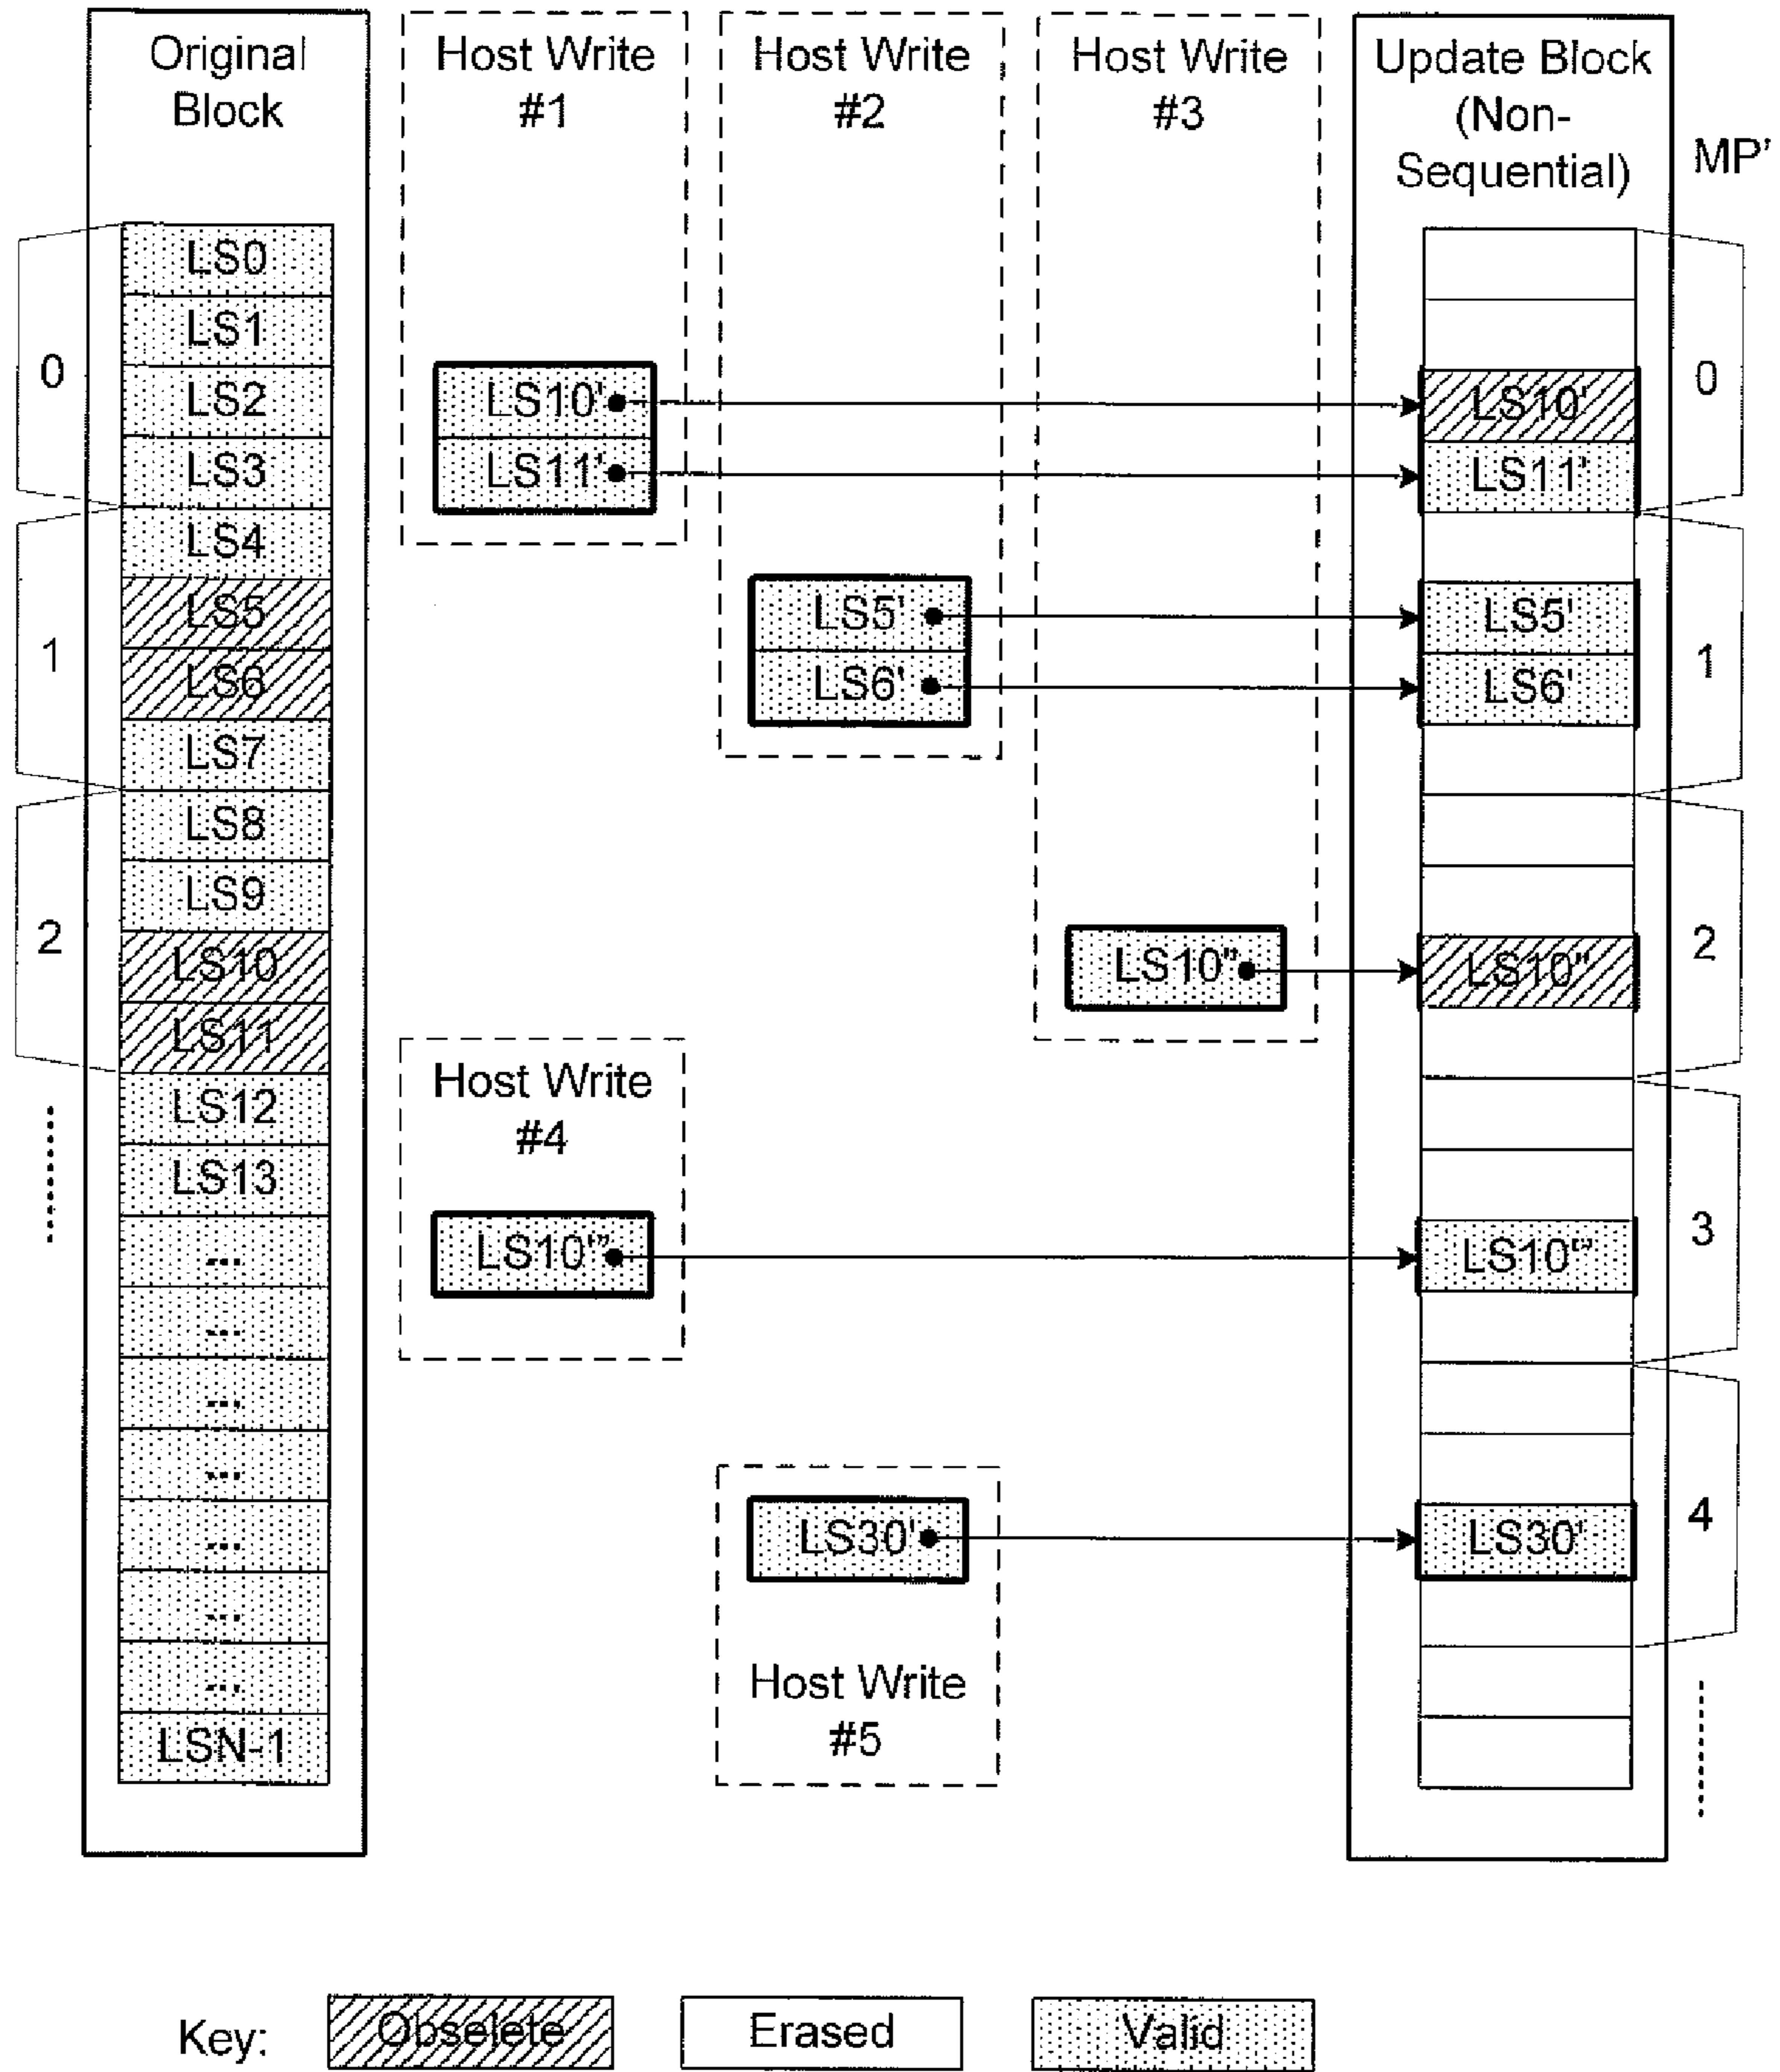 Original
Block
LS0
LS1
LS2
LS3
LS4
LS5
LS6
LS7
LS8
LS9
LS10
LS11
LS12
LS13
...
...
...
...
...
...
...
LSN-1
0
1
2
Host Write
#1
LS10'
LS11'
Host Write
#2
LS5'
LS6'
Host Write
#3
LS10"
Host Write
#4
LS10'"
LS30'
Host Write
#5
Update Block
(Non-
Sequential)
LS10'
LS11'
LS5'
LS6'
LS10"
LS10'"
LS30'
MP'
0
1
2
3
4
Key:
Obselete
Erased
Valid